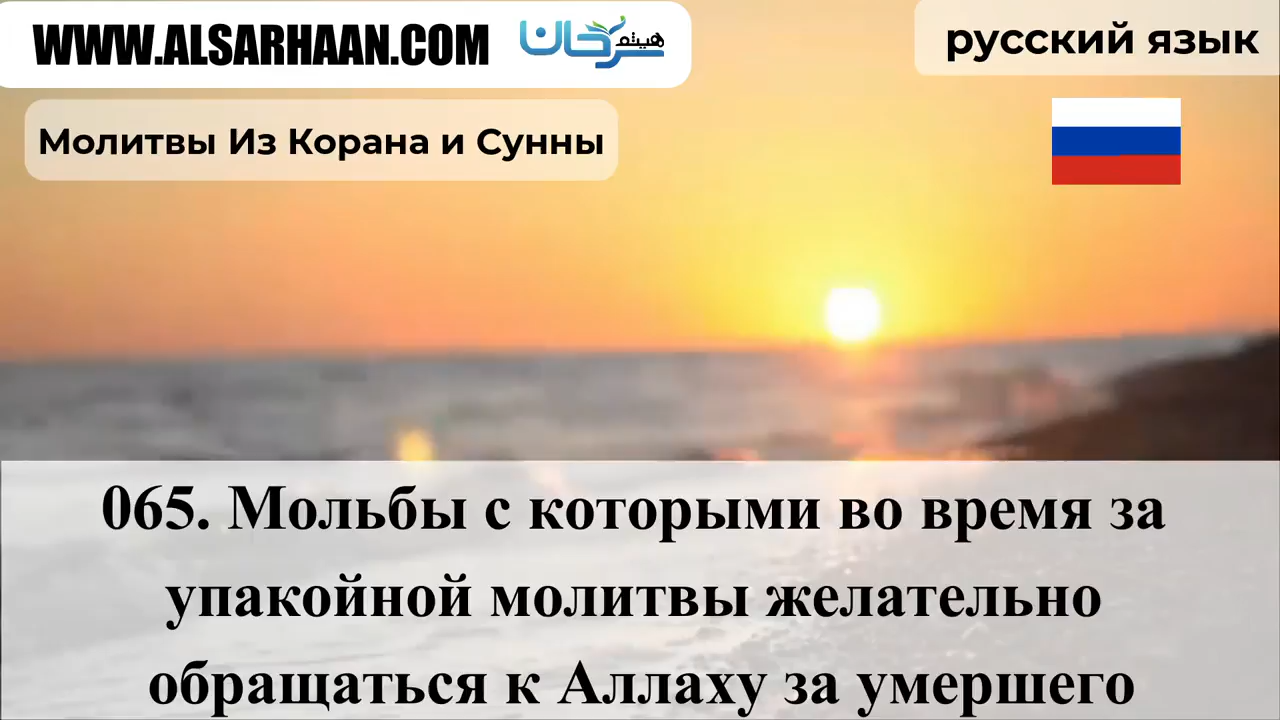 WWW.ALSARHAAN.COM
هيثم سرحان
русский язык
Молитвы Из Корана и Сунны
065. Мольбы с которыми во время за
упакойной молитвы желательно
обращаться к Аллаху за умершего